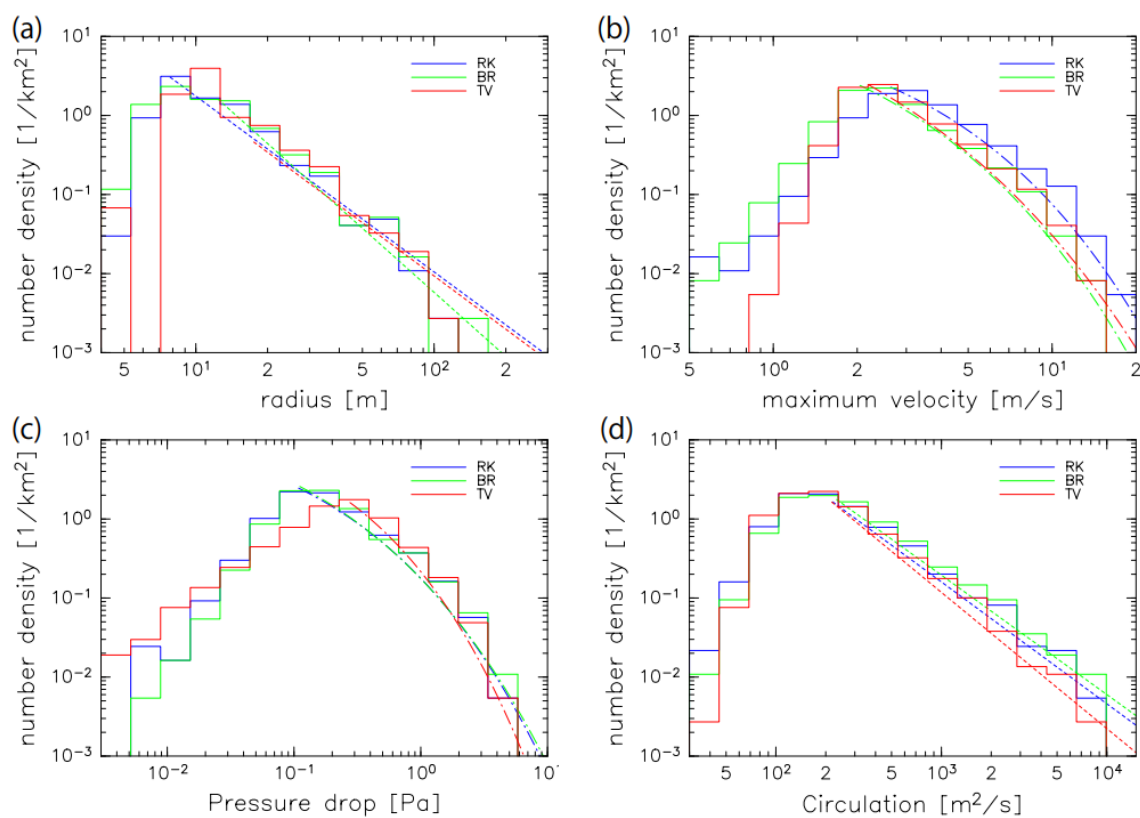 (a)
10^1
RK
BR
TV
10^0
10^-1
10^-2
10^-3
number density [1/km^2]
5 10^1 2 5 10^2 2
radius [m]
(b)
10^1
RK
BR
TV
10^0
10^-1
10^-2
10^-3
number density [1/km^2]
5 10^0 2 5 10^1 2
maximum velocity [m/s]
(c)
10^1
RK
BR
TV
10^0
10^-1
10^-2
10^-3
number density [1/km^2]
10^-2 10^-1 10^0 10^1
Pressure drop [Pa]
(d)
10^1
RK
BR
TV
10^0
10^-1
10^-2
10^-3
number density [1/km^2]
5 10^2 2 5 10^3 2 5 10^4
Circulation [m^2/s]